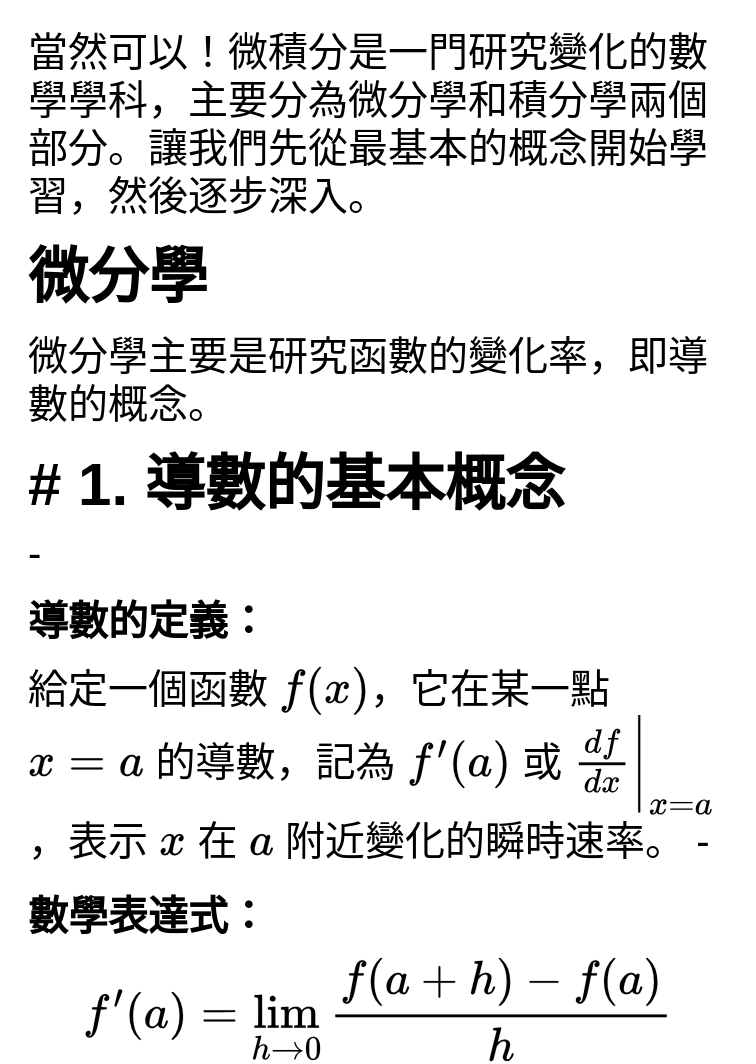 當然可以！微積分是一門研究變化的數
學學科，主要分為微分學和積分學兩個
部分。讓我們先從最基本的概念開始學
習，然後逐步深入。
微分學
微分學主要是研究函數的變化率，即導
數的概念。
# 1. 導數的基本概念
-
導數的定義：
給定一個函數 f(x)，它在某一點
x = a 的導數，記為 f′(a) 或 \frac{df}{dx}|_{x=a}
，表示 x 在 a 附近變化的瞬時速率。 -
數學表達式：
f′(a) = \lim_{h→0} \frac{f(a + h) − f(a)}{h}